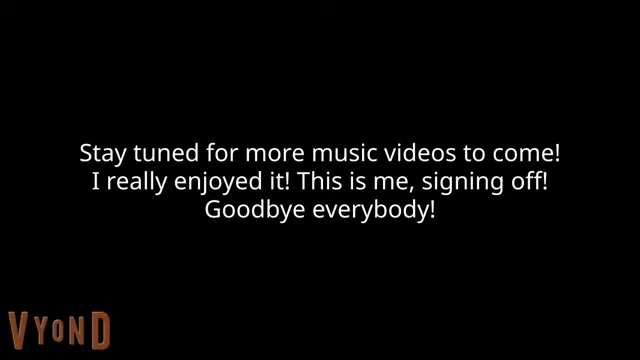 Stay tuned for more music videos to come!
I really enjoyed it! This is me, signing off!
Goodbye everybody!
VYOND